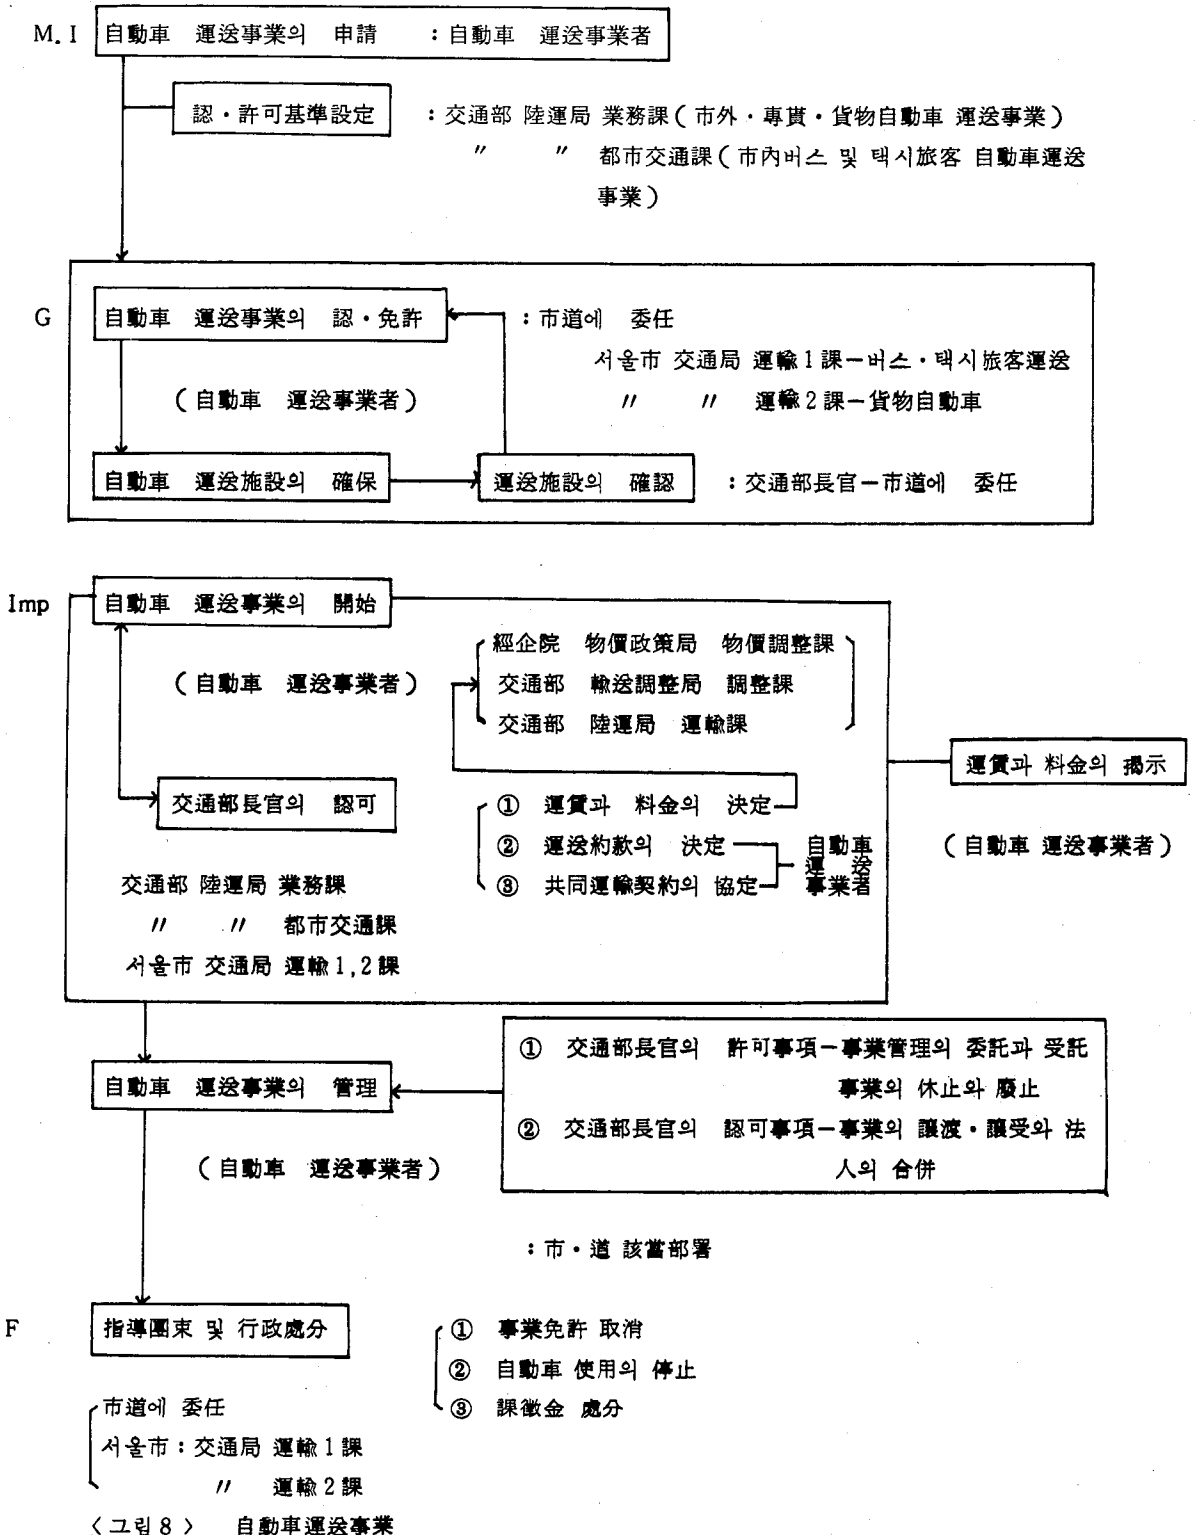 M. I 自動車 運送事業의 申請 : 自動車 運送事業者
認・許可基準設定 : 交通部 陸運局 業務課(市外・專貰・貨物自動車 運送事業)
〃 〃 都市交通課(市內버스 및 택시旅客 自動車運送
事業)
G 自動車 運送事業의 認・免許 : 市道에 委任
서울市 交通局 運輸1課－버스・택시旅客運送
(自動車 運送事業者) 〃 〃 運輸2課－貨物自動車
自動車 運送施設의 確保 運送施設의 確認 : 交通部長官－市道에 委任
Imp 自動車 運送事業의 開始
經企院 物價政策局 物價調整課
(自動車 運送事業者) 交通部 輸送調整局 調整課
交通部 陸運局 運輸課
運賃과 料金의 揭示
交通部長官의 認可 ① 運賃과 料金의 決定
② 運送約款의 決定 自動車
運送
(自動車 運送事業者)
③ 共同運輸契約의 協定 事業者
交通部 陸運局 業務課
〃 〃 都市交通課
서울市 交通局 運輸1,2課
① 交通部長官의 許可事項－事業管理의 委託과 受託
自動車 運送事業의 管理 事業의 休止와 廢止
② 交通部長官의 認可事項－事業의 讓渡・讓受와 法
(自動車 運送事業者) 人의 合併
: 市・道 該當部署
F 指導團束 및 行政處分 ① 事業免許 取消
② 自動車 使用의 停止
市道에 委任 ③ 課徵金 處分
서울市 : 交通局 運輸1課
〃 運輸2課
〈그림8〉 自動車運送事業